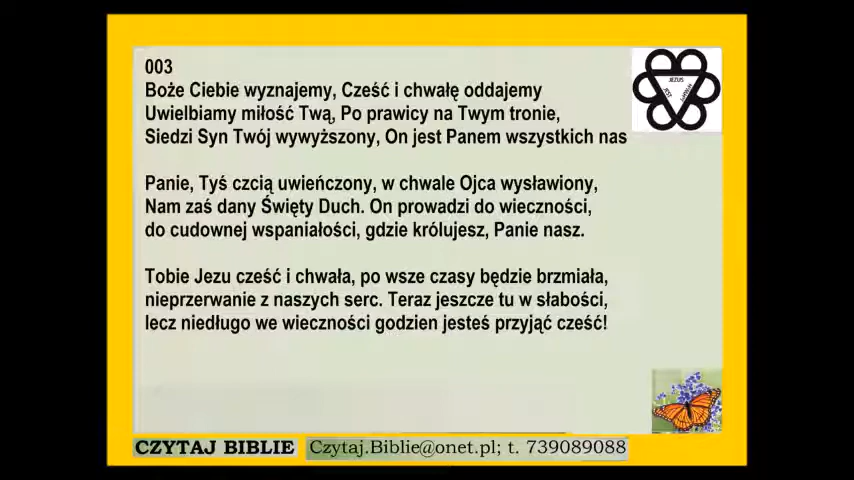 003
Boże Ciebie wyznajemy, Cześć i chwałę oddajemy
Uwielbiamy miłość Twą, Po prawicy na Twym tronie,
Siedzi Syn Twój wywyższony, On jest Panem wszystkich nas
Panie, Tyś czcią uwieńczony, w chwale Ojca wysławiony,
Nam zaś dany Święty Duch. On prowadzi do wieczności,
do cudownej wspaniałości, gdzie królujesz, Panie nasz.
Tobie Jezu cześć i chwała, po wsze czasy będzie brzmiała,
nieprzerwanie z naszych serc. Teraz jeszcze tu w słabości,
lecz niedługo we wieczności godzien jesteś przyjąć cześć!
JEZUS
JEST
CZYTAJ BIBLIE
Czytaj.Biblie@onet.pl; t. 739089088